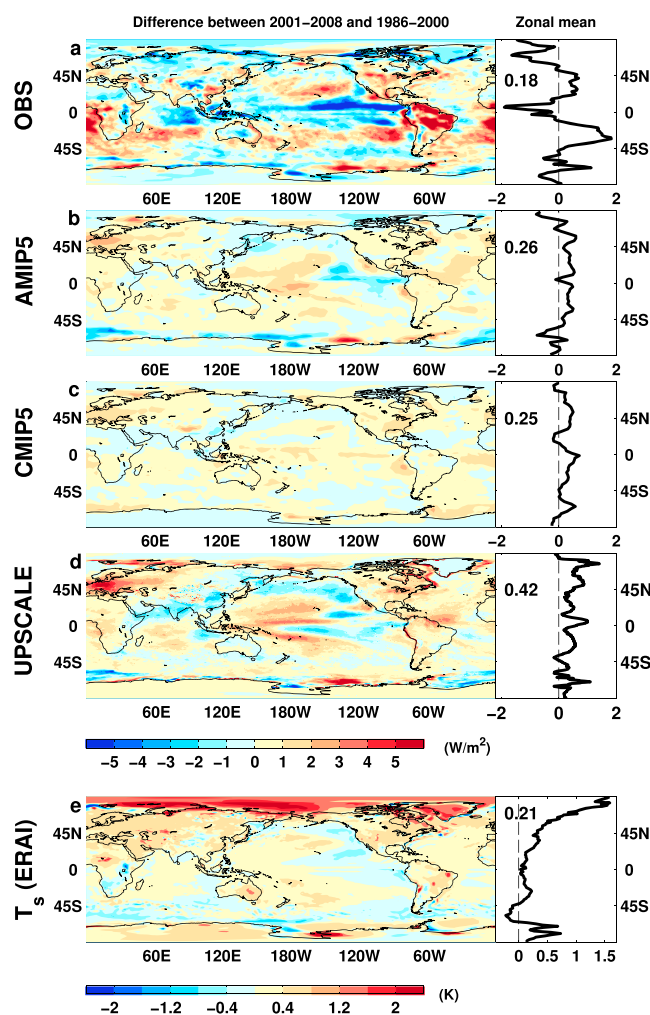 Difference between 2001−2008 and 1986−2000 Zonal mean
a
OBS
45N
0
45S
0.18
45N
0
45S
60E 120E 180W 120W 60W
−2 0 2
b
AMIP5
45N
0
45S
0.26
45N
0
45S
60E 120E 180W 120W 60W
−2 0 2
c
CMIP5
45N
0
45S
0.25
45N
0
45S
60E 120E 180W 120W 60W
−2 0 2
d
UPSCALE
45N
0
45S
0.42
45N
0
45S
60E 120E 180W 120W 60W
−2 0 2
−5 −4 −3 −2 −1 0 1 2 3 4 5 (W/m²)
e
Ts (ERAI)
45N
0
45S
0.21
45N
0
45S
60E 120E 180W 120W 60W
0 0.5 1 1.5
−2 −1.2 −0.4 0.4 1.2 2 (K)